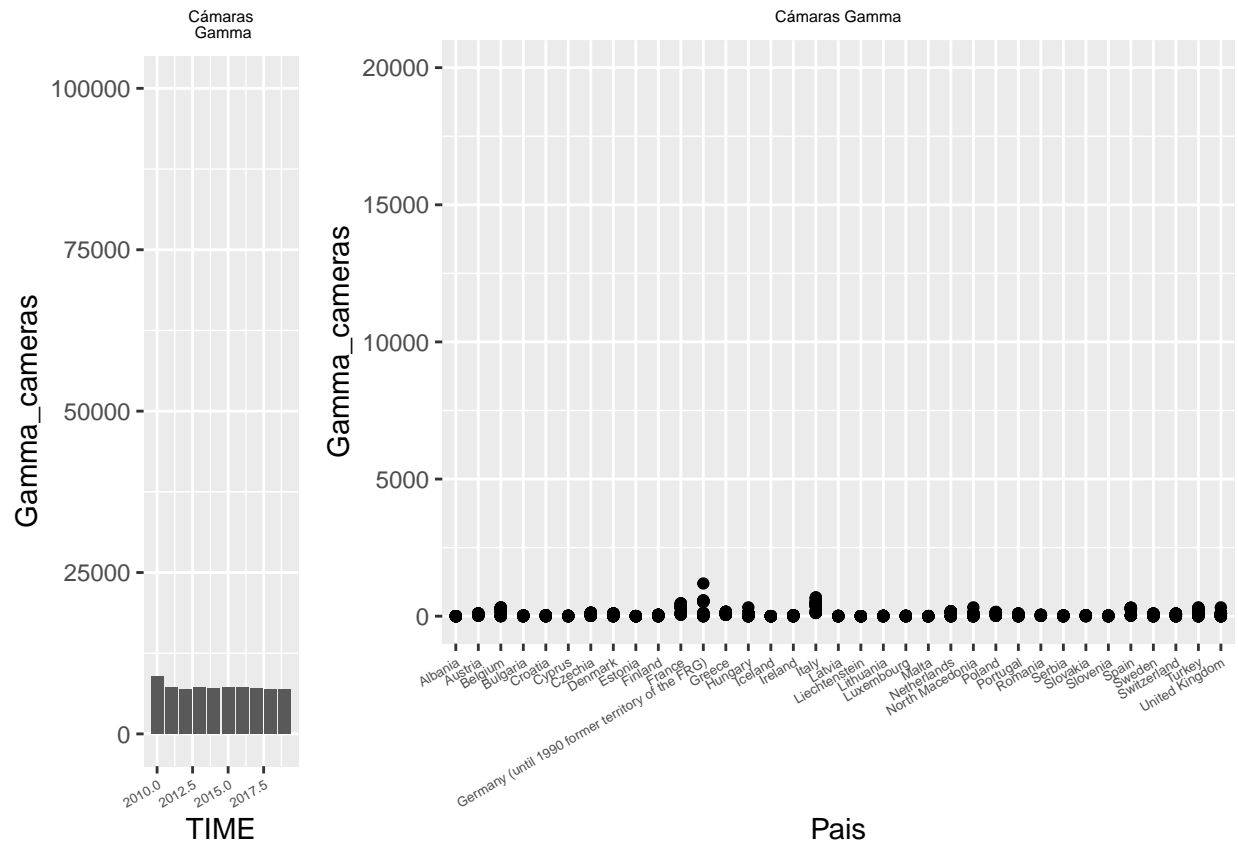 Cámaras
Gamma
100000
75000
50000
25000
0
Gamma_cameras
2010.0
2012.5
2015.0
2017.5
TIME
Cámaras Gamma
20000
15000
10000
5000
0
Gamma_cameras
Albania
Austria
Belgium
Bulgaria
Croatia
Cyprus
Czechia
Denmark
Estonia
Finland
France
Germany (until 1990 former territory of the FRG)
Greece
Hungary
Iceland
Ireland
Italy
Latvia
Liechtenstein
Lithuania
Luxembourg
Malta
Netherlands
North Macedonia
Poland
Portugal
Romania
Serbia
Slovakia
Slovenia
Spain
Sweden
Switzerland
Turkey
United Kingdom
Pais